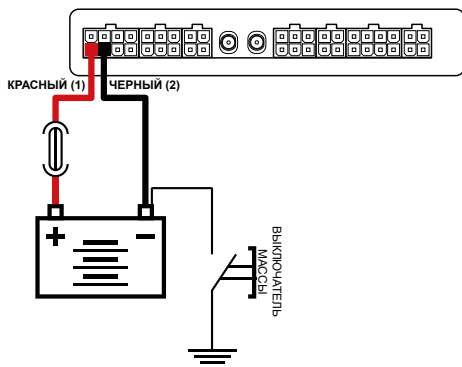 КРАСНЫЙ (1)
ЧЕРНЫЙ (2)
+
–
ВЫКЛЮЧАТЕЛЬ
МАССЫ